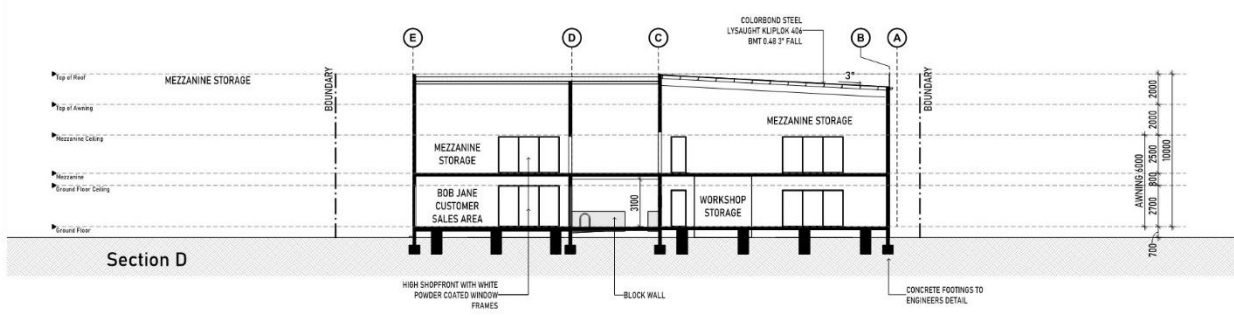 COLORBOND STEEL
LYSAUGHT KLIPLOK 406
BMT 0.48 3° FALL
E
D
C
B
A
Top of Roof
MEZZANINE STORAGE
BOUNDARY
3°
BOUNDARY
2000
Top of Awning
MEZZANINE STORAGE
2000
Mezzanine Ceiling
MEZZANINE
STORAGE
2500
10000
AWNING 6000
Mezzanine
800
Ground Floor Ceiling
BOB JANE
CUSTOMER
SALES AREA
3100
WORKSHOP
STORAGE
2700
Ground Floor
700
Section D
HIGH SHOPFRONT WITH WHITE
POWDER COATED WINDOW
FRAMES
BLOCK WALL
CONCRETE FOOTINGS TO
ENGINEERS DETAIL